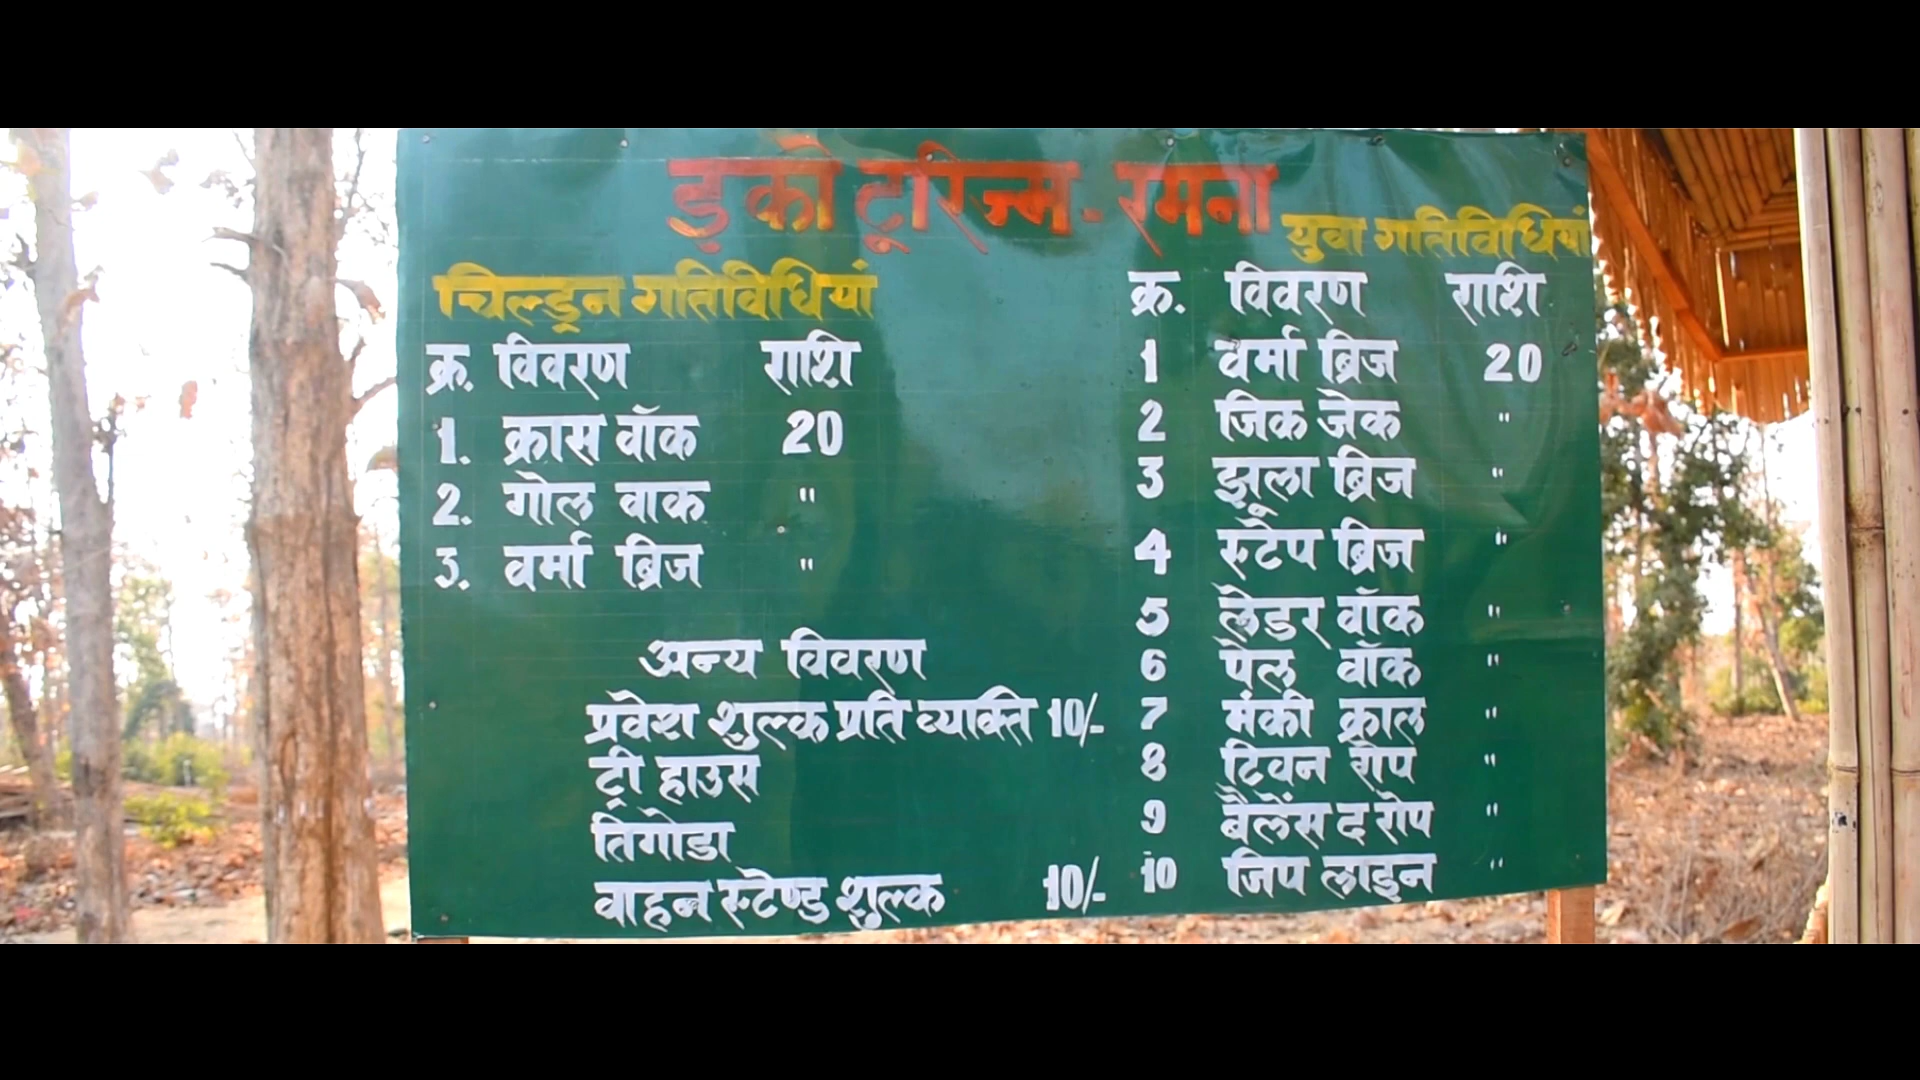 इको टूरिज्म - रमना
चिल्ड्रन गतिविधियां
क्र. विवरण राशि
1. क्रास वॉक 20
2. गोल वाक "
3. वर्मा ब्रिज "
अन्य विवरण
प्रवेश शुल्क प्रति व्यक्ति 10/-
ट्री हाउस
तिगोडा
वाहन स्टेण्ड शुल्क 10/-
युवा गतिविधियां
क्र. विवरण राशि
1 वर्मा ब्रिज 20
2 जिक जेक "
3 झूला ब्रिज "
4 स्टेप ब्रिज "
5 लेडर वॉक "
6 पैल वॉक "
7 मंकी क्राल "
8 टिवन रोप "
9 बैलेंस द रोप "
10 जिप लाइन "